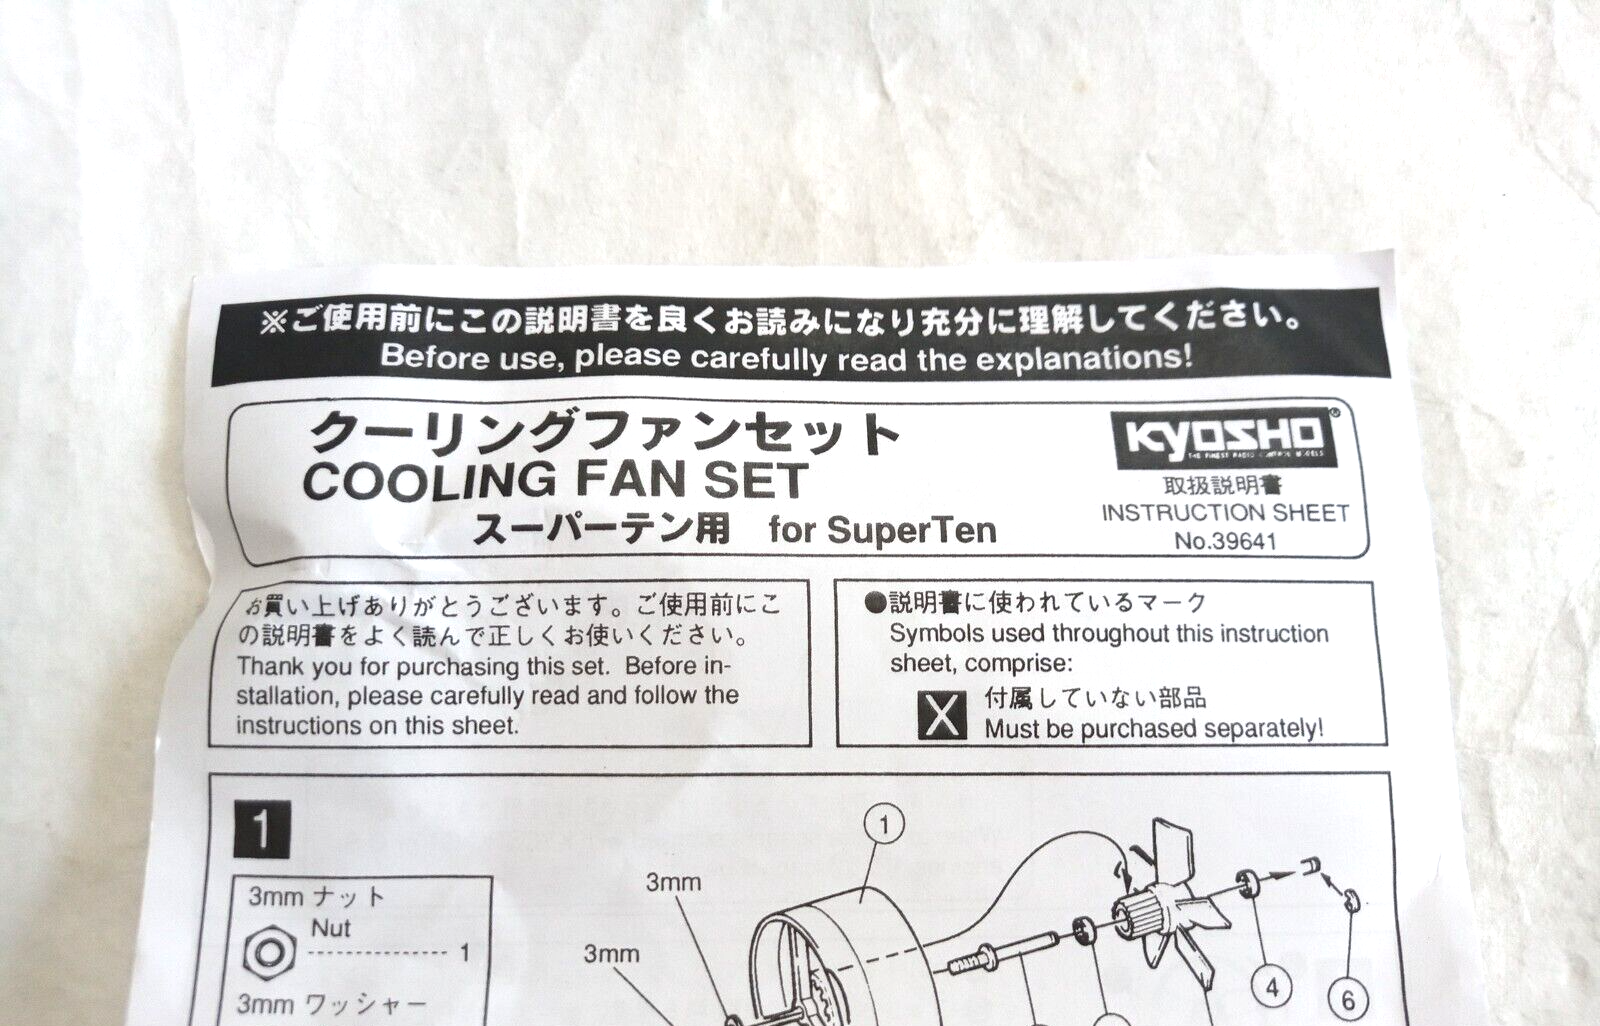 ※ご使用前にこの説明書を良くお読みになり充分に理解してください。
Before use, please carefully read the explanations!
クーリングファンセット
COOLING FAN SET
スーパーテン用 for SuperTen
KYOSHO®
THE FINEST RADIO CONTROL MODELS
取扱説明書
INSTRUCTION SHEET
No.39641
お買い上げありがとうございます。ご使用前にこ
の説明書をよく読んで正しくお使いください。
Thank you for purchasing this set. Before in-
stallation, please carefully read and follow the
instructions on this sheet.
●説明書に使われているマーク
Symbols used throughout this instruction
sheet, comprise:
X 付属していない部品
Must be purchased separately!
1
3mm ナット
Nut
1
3mm ワッシャー
3mm
3mm
1
4
6